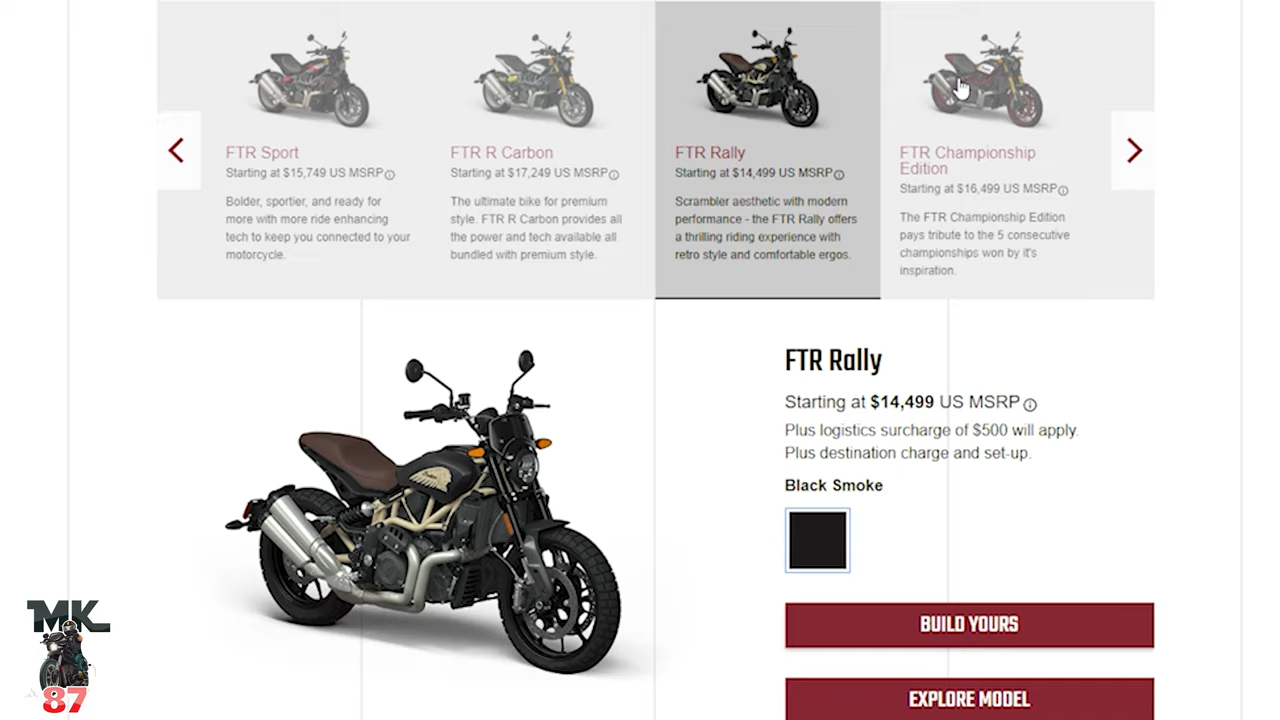 FTR Sport
Starting at $15,749 US MSRP
Bolder, sportier, and ready for
more with more ride enhancing
tech to keep you connected to your
motorcycle.
FTR R Carbon
Starting at $17,249 US MSRP
The ultimate bike for premium
style. FTR R Carbon provides all
the power and tech available all
bundled with premium style.
FTR Rally
Starting at $14,499 US MSRP
Scrambler aesthetic with modern
performance - the FTR Rally offers
a thrilling riding experience with
retro style and comfortable ergos.
FTR Championship
Edition
Starting at $16,499 US MSRP
The FTR Championship Edition
pays tribute to the 5 consecutive
championships won by it's
inspiration.
FTR Rally
Starting at $14,499 US MSRP
Plus logistics surcharge of $500 will apply.
Plus destination charge and set-up.
Black Smoke
BUILD YOURS
EXPLORE MODEL
MK
87